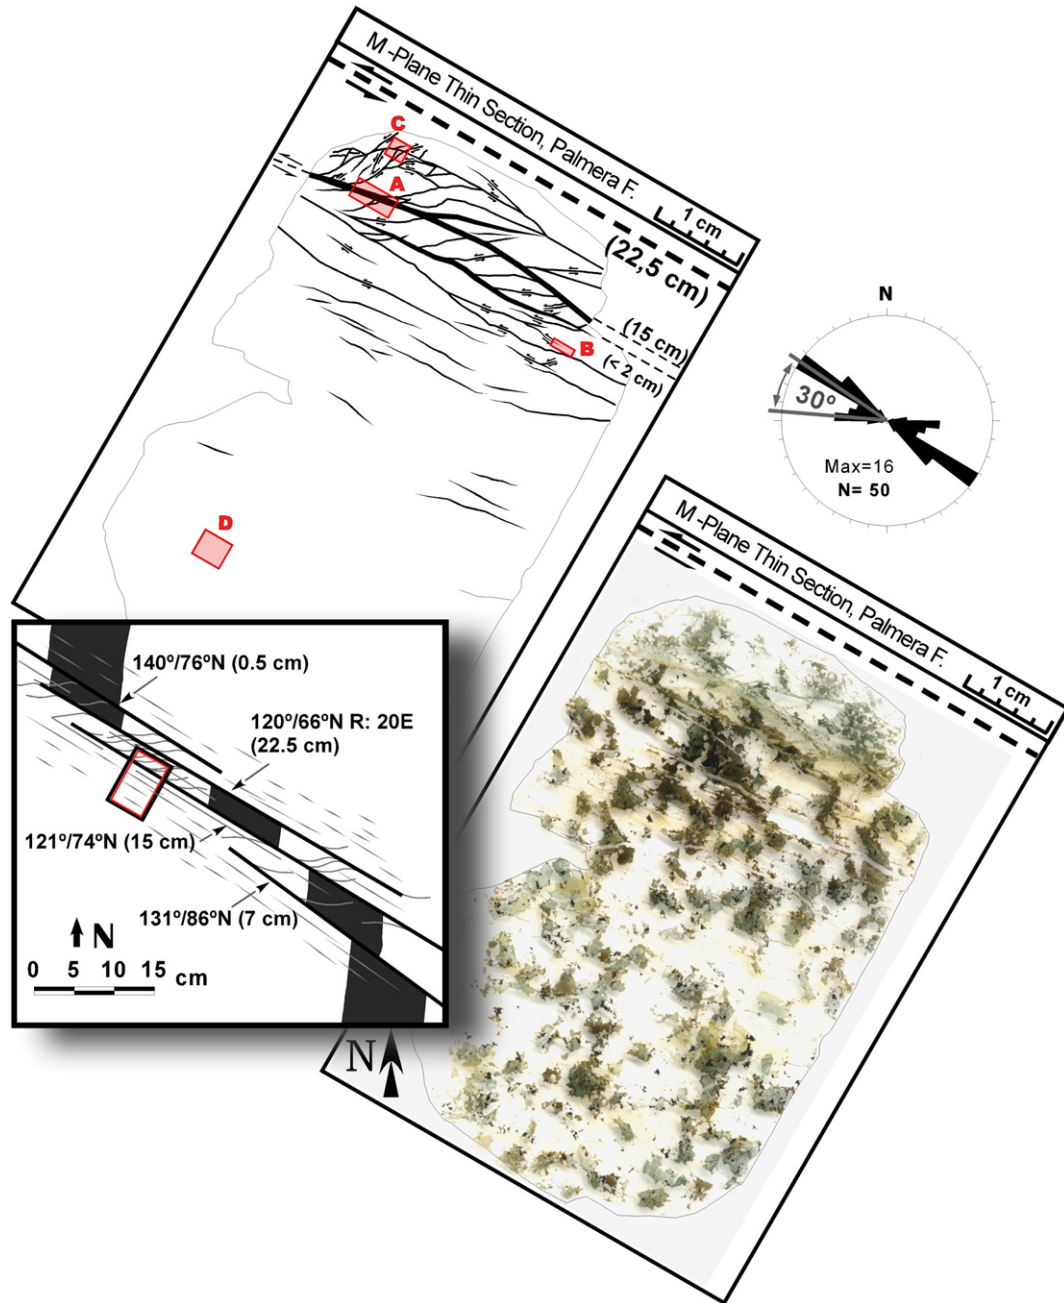 M -Plane Thin Section, Palmera F.
1 cm
C
A
(22,5 cm)
(15 cm)
B
(< 2 cm)
D
N
30º
Max=16
N= 50
140º/76ºN (0.5 cm)
120º/66ºN R: 20E
(22.5 cm)
121º/74ºN (15 cm)
131º/86ºN (7 cm)
N
0 5 10 15 cm
M -Plane Thin Section, Palmera F.
1 cm
N